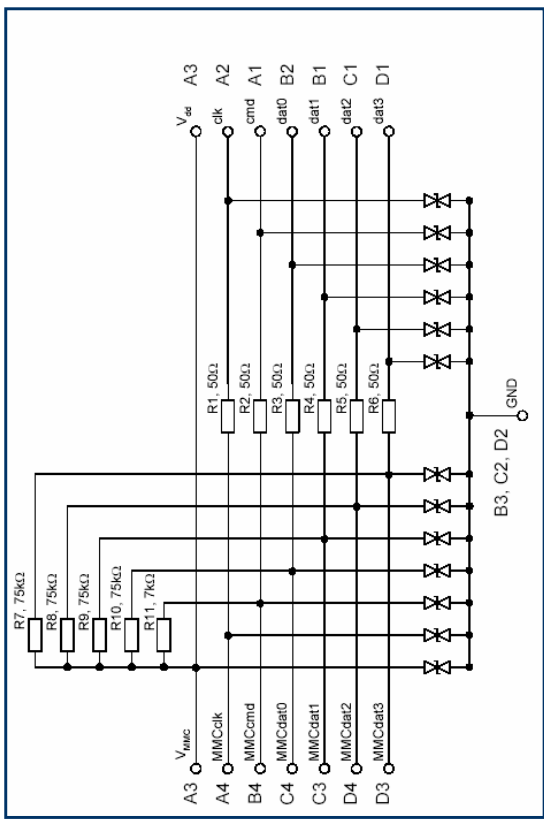 A3 A2 A1 B2 B1 C1 D1
Vdd clk cmd dat0 dat1 dat2 dat3
R1, 50Ω
R2, 50Ω
R3, 50Ω
R4, 50Ω
R5, 50Ω
R6, 50Ω
GND
B3, C2, D2
R7, 75kΩ
R8, 75kΩ
R9, 75kΩ
R10, 75kΩ
R11, 7kΩ
VMMC MMCclk MMCcmd MMCdat0 MMCdat1 MMCdat2 MMCdat3
A3 A4 B4 C4 C3 D4 D3